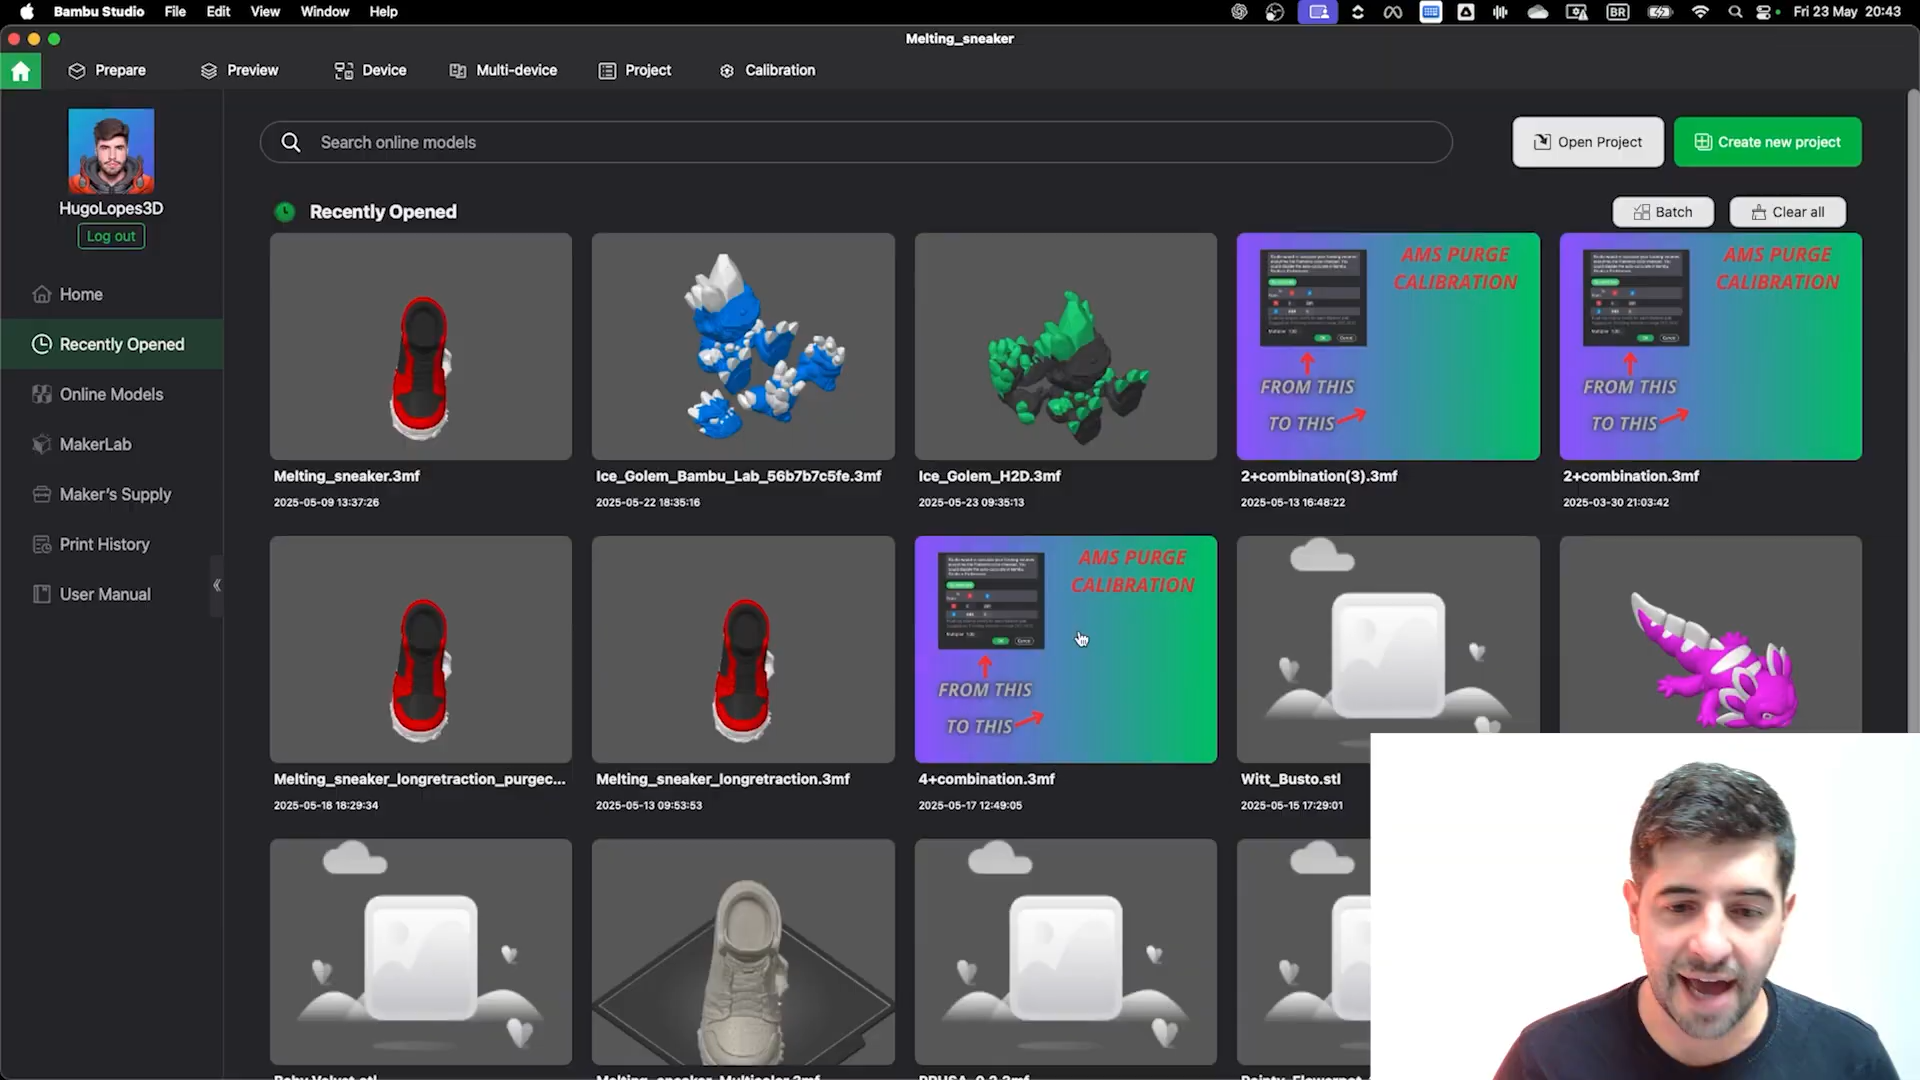 Bambu Studio File Edit View Window Help
BR Fri 23 May 20:43
Melting_sneaker
Prepare Preview Device Multi-device Project Calibration
HugoLopes3D
Log out
Home
Recently Opened
Online Models
MakerLab
Maker's Supply
Print History
User Manual
Search online models
Open Project
Create new project
Recently Opened
Batch
Clear all
AMS PURGE
CALIBRATION
FROM THIS
TO THIS
AMS PURGE
CALIBRATION
FROM THIS
TO THIS
Melting_sneaker.3mf
2025-05-09 13:37:26
Ice_Golem_Bambu_Lab_56b7b7c5fe.3mf
2025-05-22 18:35:16
Ice_Golem_H2D.3mf
2025-05-23 09:35:13
2+combination(3).3mf
2025-05-13 16:48:22
2+combination.3mf
2025-03-30 21:03:42
AMS PURGE
CALIBRATION
FROM THIS
TO THIS
Melting_sneaker_longretraction_purgec...
2025-05-18 18:29:34
Melting_sneaker_longretraction.3mf
2025-05-13 09:53:53
4+combination.3mf
2025-05-17 12:49:05
Witt_Busto.stl
2025-05-15 17:29:01